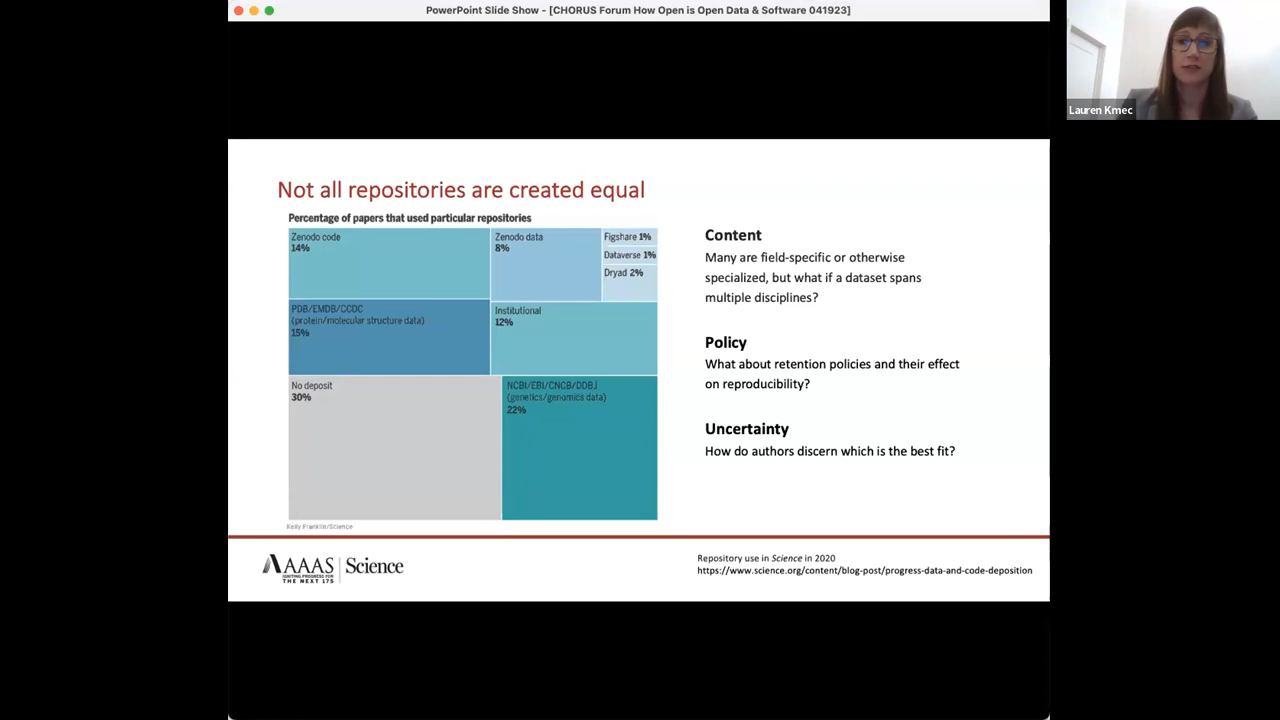 PowerPoint Slide Show - [CHORUS Forum How Open is Open Data & Software 041923]
Lauren Kmec
Not all repositories are created equal
Percentage of papers that used particular repositories
Zenodo code
14%
Zenodo data
8%
Figshare 1%
Dataverse 1%
Dryad 2%
PDB/EMDB/CCDC
(protein/molecular structure data)
15%
Institutional
12%
No deposit
30%
NCBI/EBI/CNCB/DDBJ
(genetics/genomics data)
22%
Kelly Franklin/Science
Content
Many are field-specific or otherwise
specialized, but what if a dataset spans
multiple disciplines?
Policy
What about retention policies and their effect
on reproducibility?
Uncertainty
How do authors discern which is the best fit?
AAAS
IGNITING PROGRESS FOR
THE NEXT 175
Science
Repository use in Science in 2020
https://www.science.org/content/blog-post/progress-data-and-code-deposition